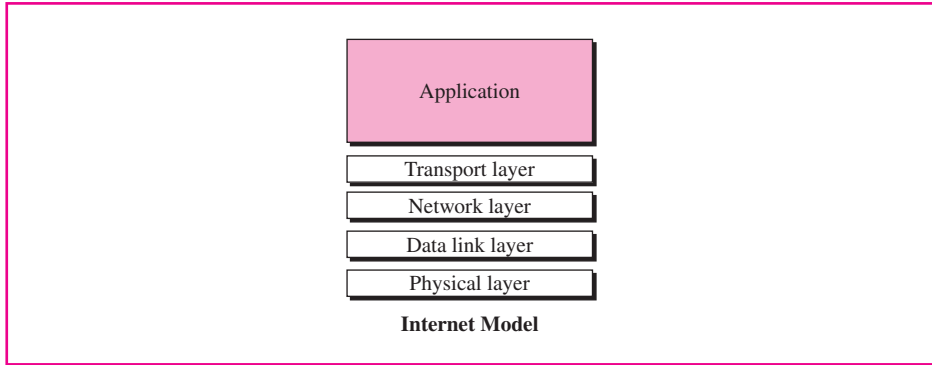 Application
Transport layer
Network layer
Data link layer
Physical layer
Internet Model